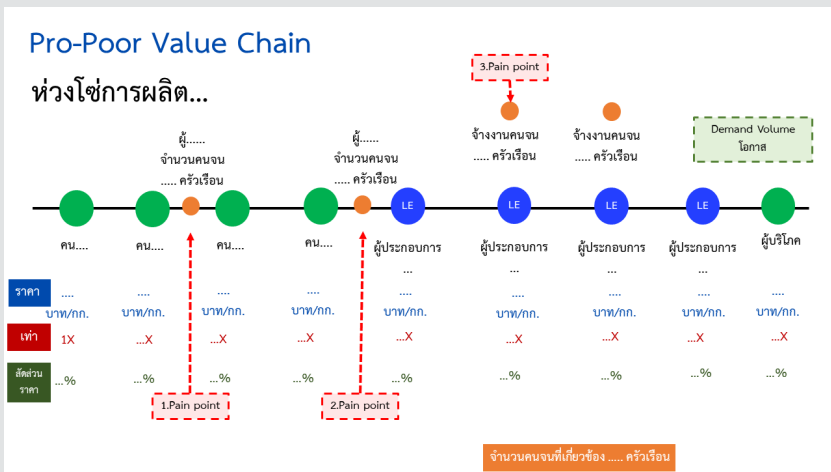 Pro-Poor Value Chain
ห่วงโซ่การผลิต...
3.Pain point
ผู้......
จำนวนคนจน
..... ครัวเรือน
ผู้.....
จำนวนคนจน
..... ครัวเรือน
จ้างงานคนจน
..... ครัวเรือน
จ้างงานคนจน
..... ครัวเรือน
Demand Volume
โอกาส
LE LE LE LE
คน.... คน.... คน.... คน.... ผู้ประกอบการ ผู้ประกอบการ ผู้ประกอบการ ผู้ประกอบการ ผู้บริโภค
... ... ... ...
ราคา .... .... .... .... .... .... .... .... ....
บาท/กก. บาท/กก. บาท/กก. บาท/กก. บาท/กก. บาท/กก. บาท/กก. บาท/กก. บาท/กก.
เท่า 1X ...X ...X ...X ...X ...X ...X ...X ...X
สัดส่วน
ราคา ...% ...% ...% ...% ...% ...% ...% ...% ...%
1.Pain point 2.Pain point
จำนวนคนจนที่เกี่ยวข้อง ..... ครัวเรือน